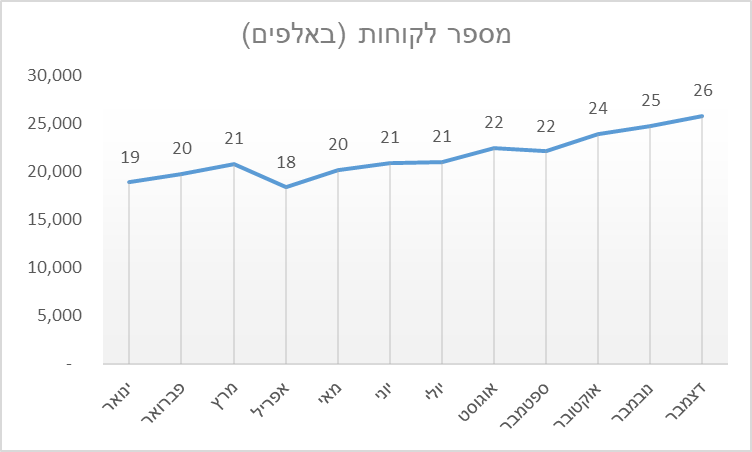 מספר לקוחות (באלפים)
30,000
25,000
20,000
15,000
10,000
5,000
-
19 20 21 18 20 21 21 22 22 24 25 26
ינואר פברואר מרץ אפריל מאי יוני יולי אוגוסט ספטמבר אוקטובר נובמבר דצמבר